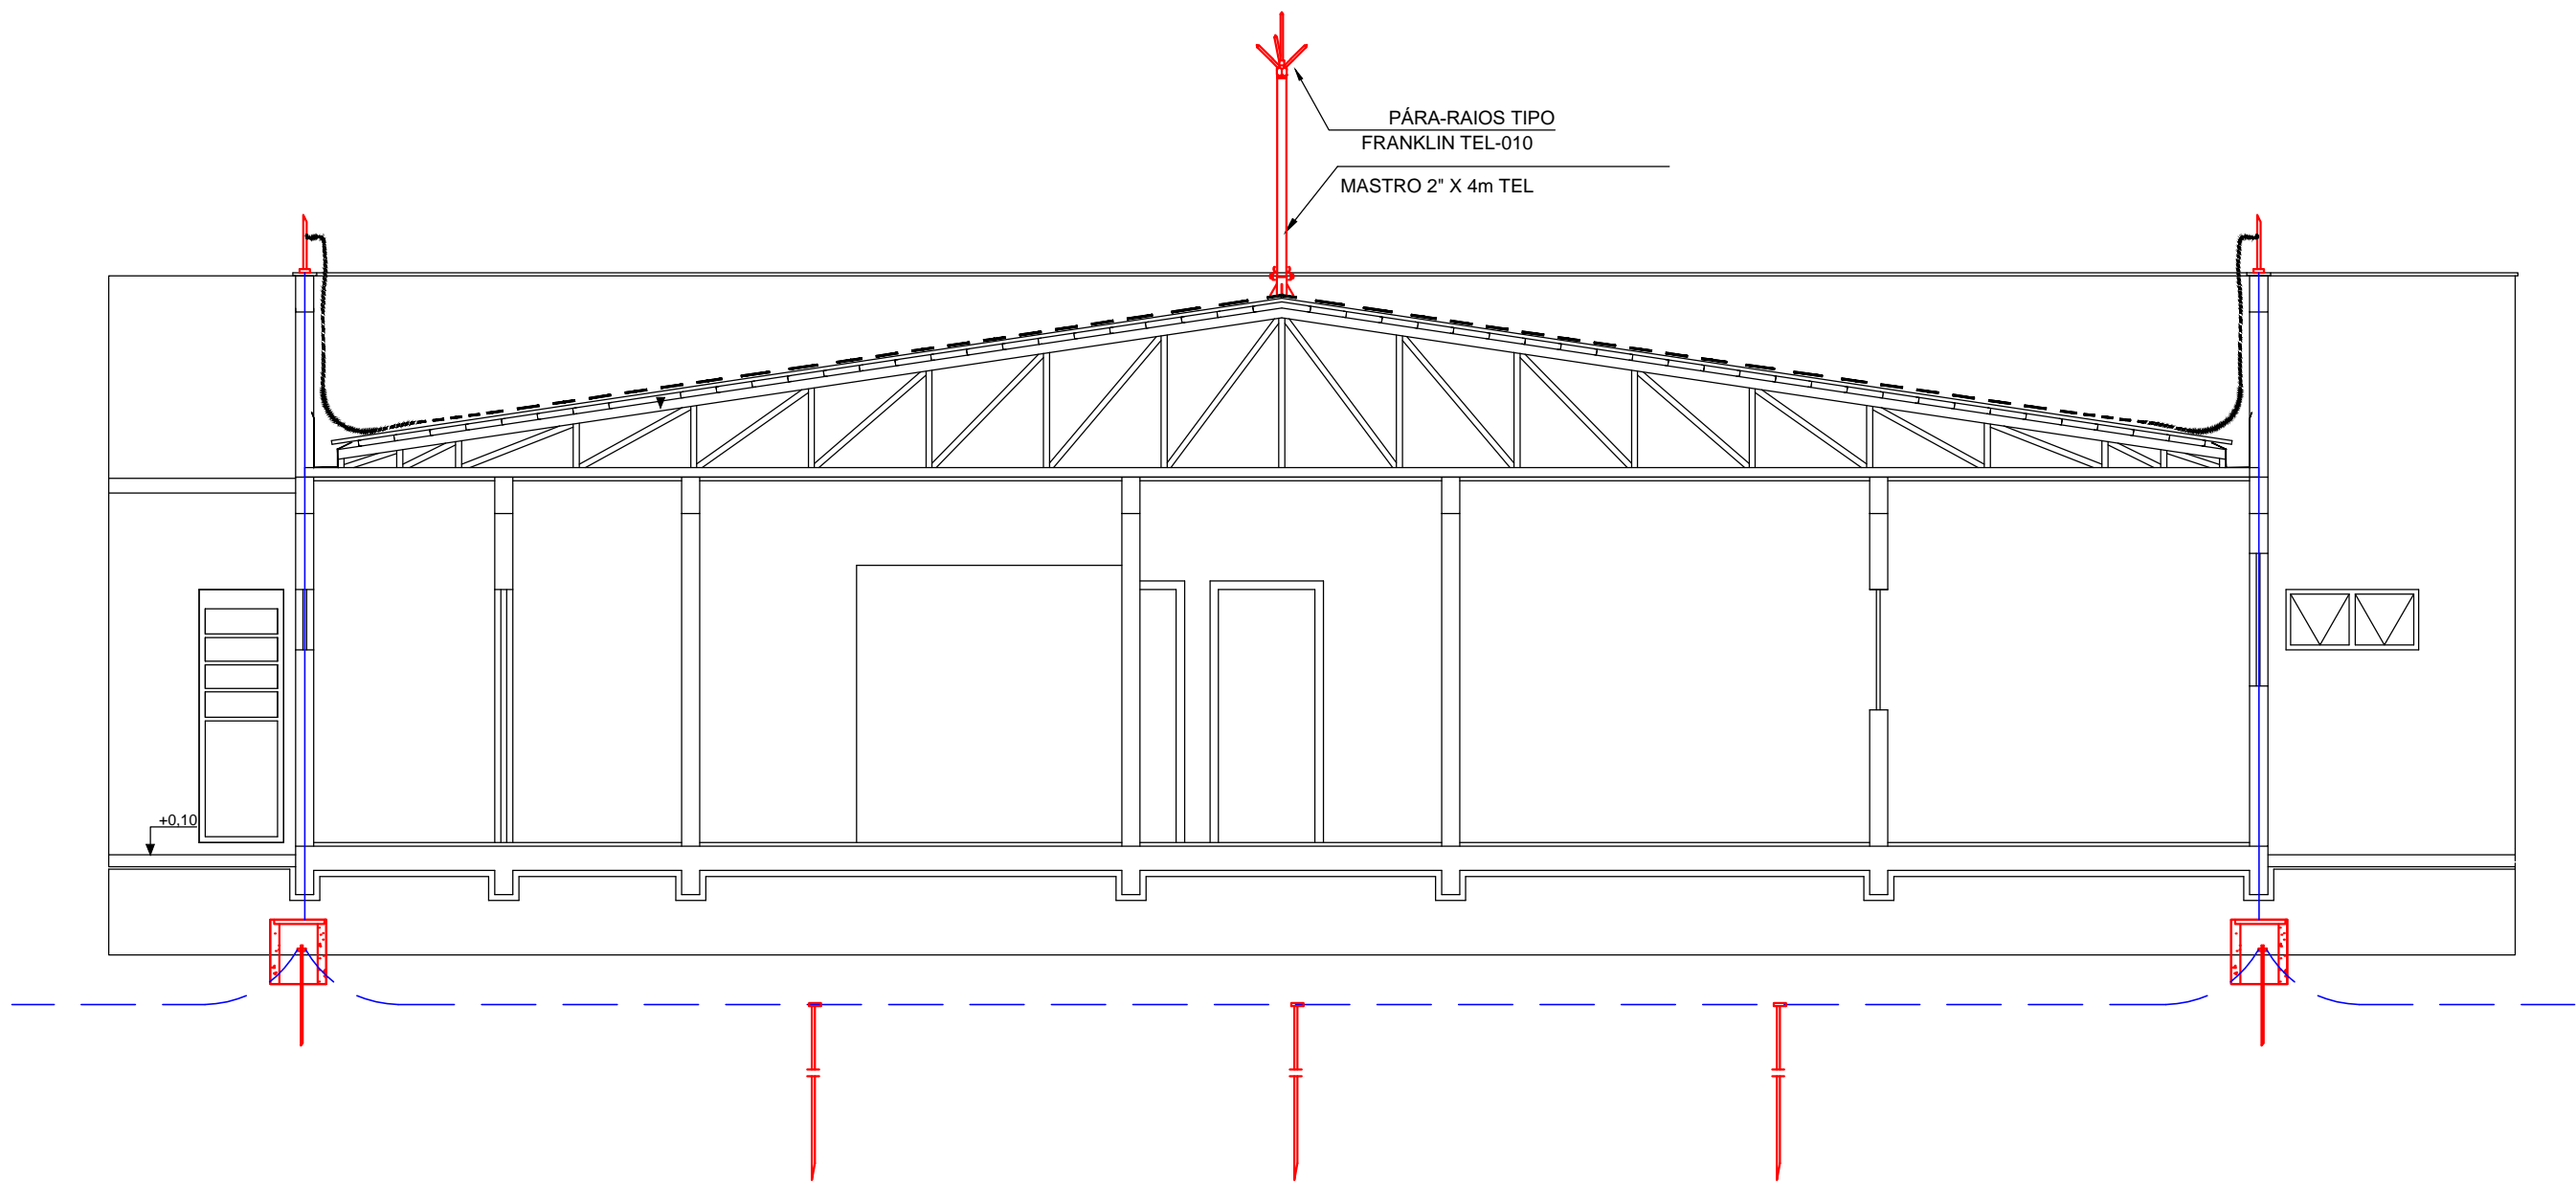 PÁRA-RAIOS TIPO
FRANKLIN TEL-010
MASTRO 2" X 4m TEL
+0,10